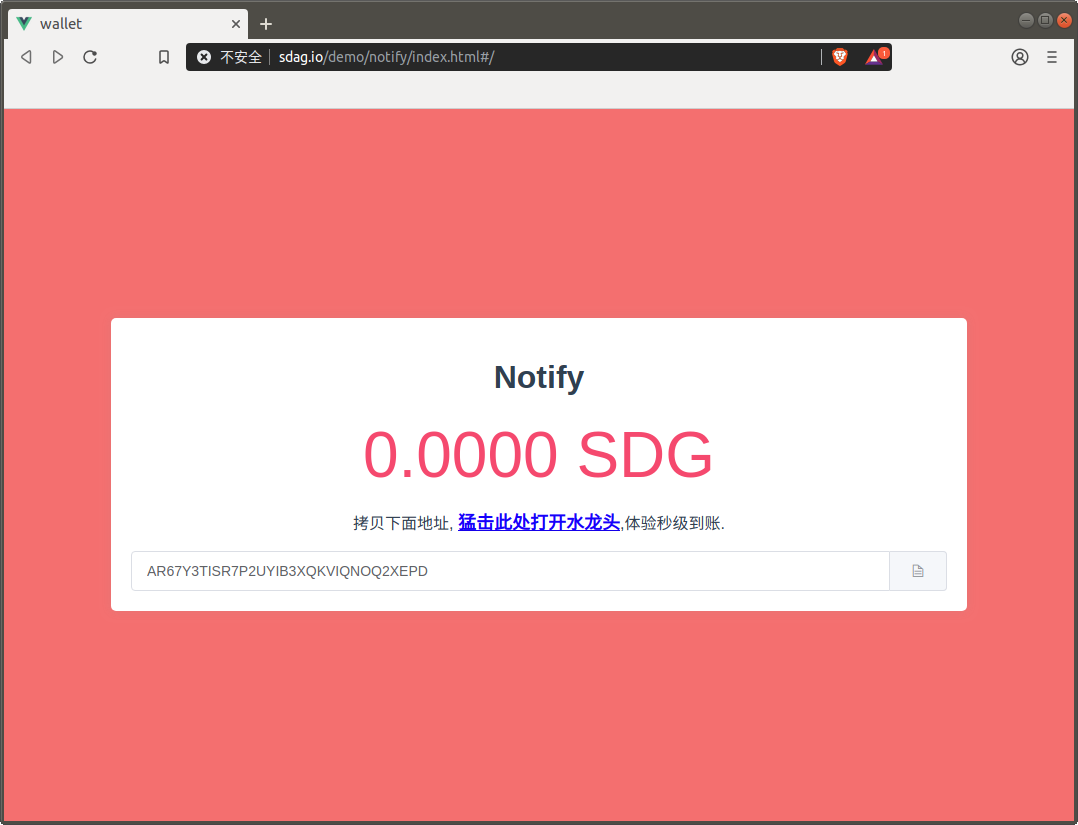 wallet
不安全 sdag.io/demo/notify/index.html#/
1
Notify
0.0000 SDG
拷贝下面地址, 猛击此处打开水龙头,体验秒级到账.
AR67Y3TISR7P2UYIB3XQKVIQNOQ2XEPD